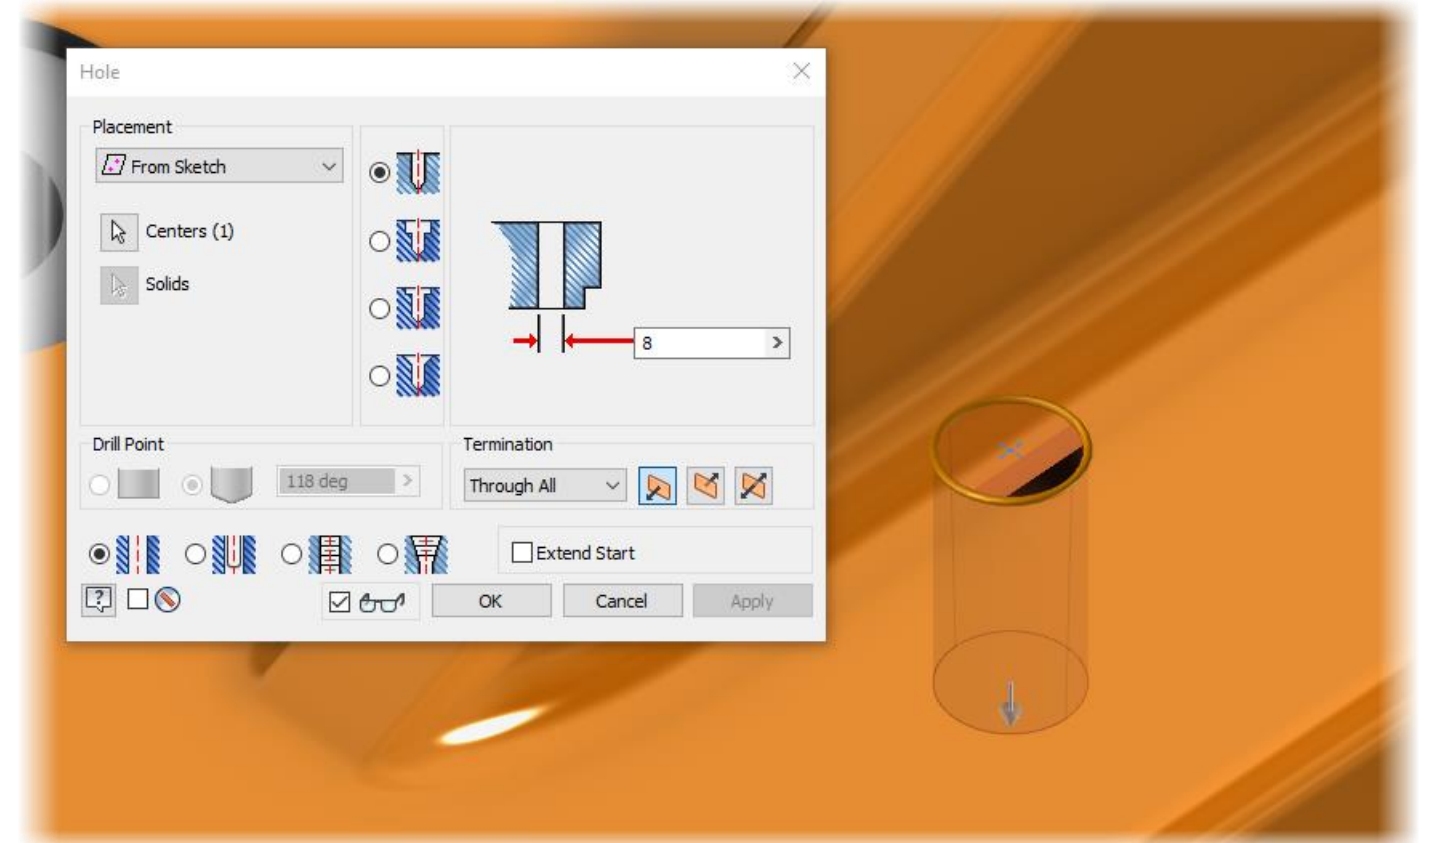 Hole
Placement
From Sketch
Centers (1)
Solids
8
Drill Point
118 deg
Termination
Through All
Extend Start
OK
Cancel
Apply